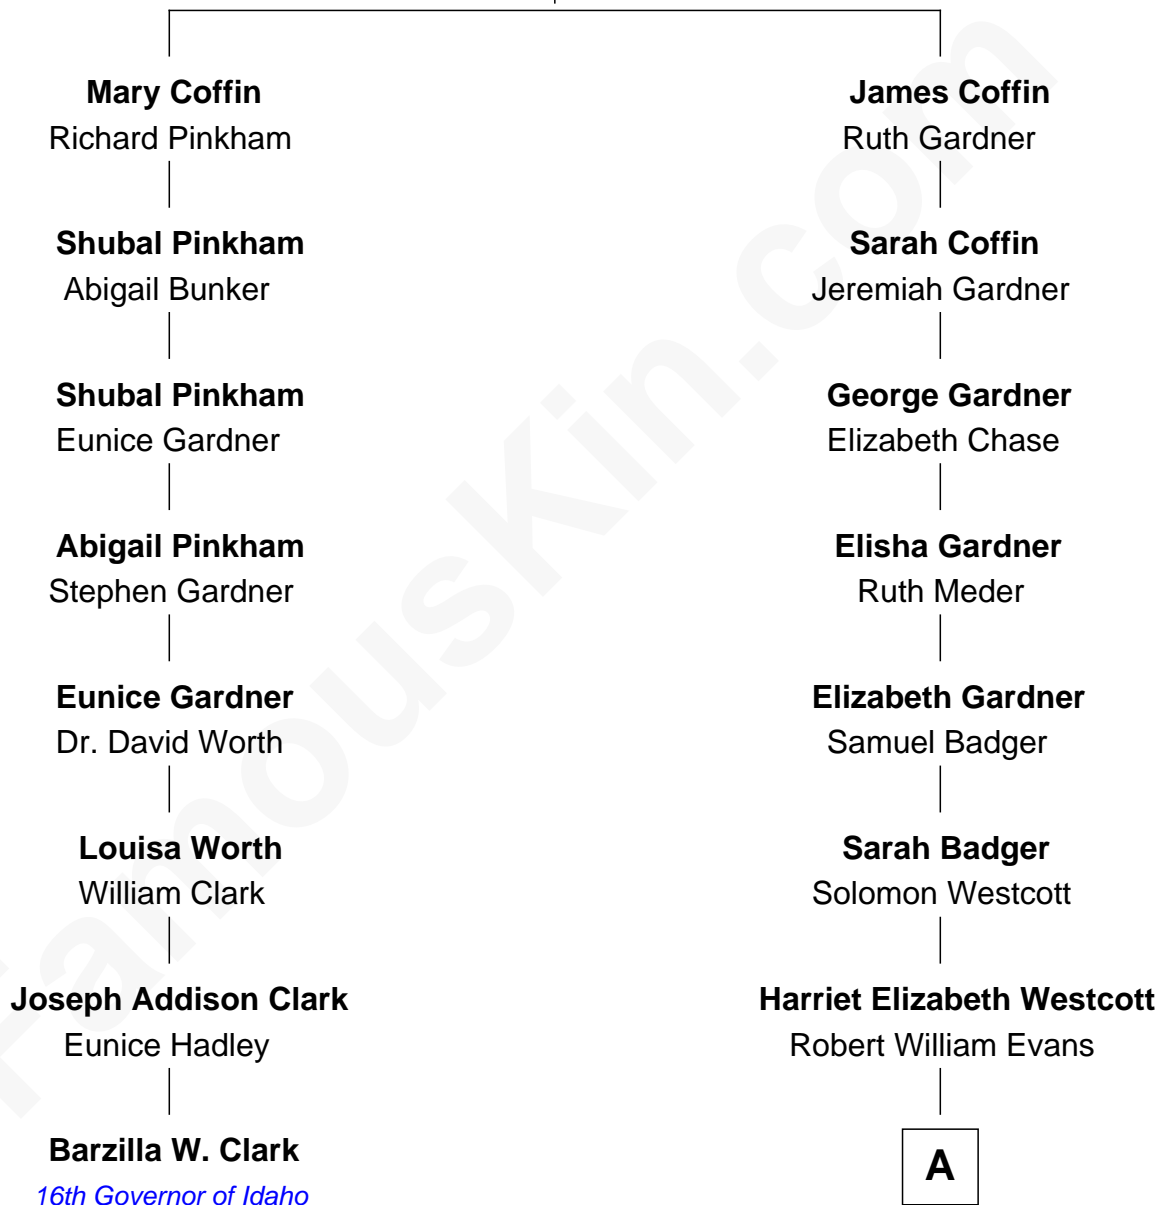 Mary Coffin
Richard Pinkham
James Coffin
Ruth Gardner
Shubal Pinkham
Abigail Bunker
Sarah Coffin
Jeremiah Gardner
Shubal Pinkham
Eunice Gardner
George Gardner
Elizabeth Chase
Abigail Pinkham
Stephen Gardner
Elisha Gardner
Ruth Meder
Eunice Gardner
Dr. David Worth
Elizabeth Gardner
Samuel Badger
Louisa Worth
William Clark
Sarah Badger
Solomon Westcott
Joseph Addison Clark
Eunice Hadley
Harriet Elizabeth Westcott
Robert William Evans
Barzilla W. Clark
16th Governor of Idaho
A
FamousKin.com